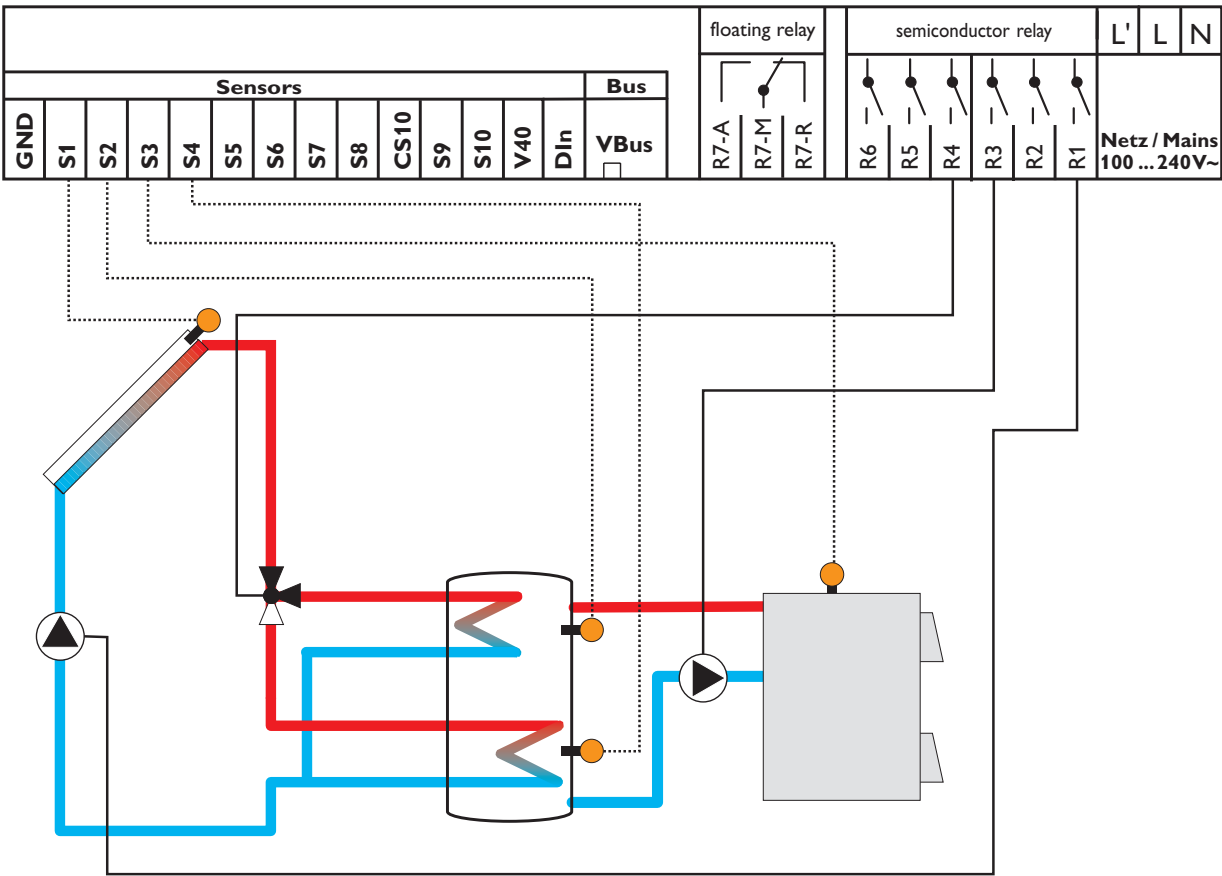 floating relay
semiconductor relay
L' L N
Sensors
Bus
GND S1 S2 S3 S4 S5 S6 S7 S8 CS10 S9 S10 V40 DIn
VBus
R7-A R7-M R7-R
R6 R5 R4 R3 R2 R1
Netz / Mains
100 ... 240V~